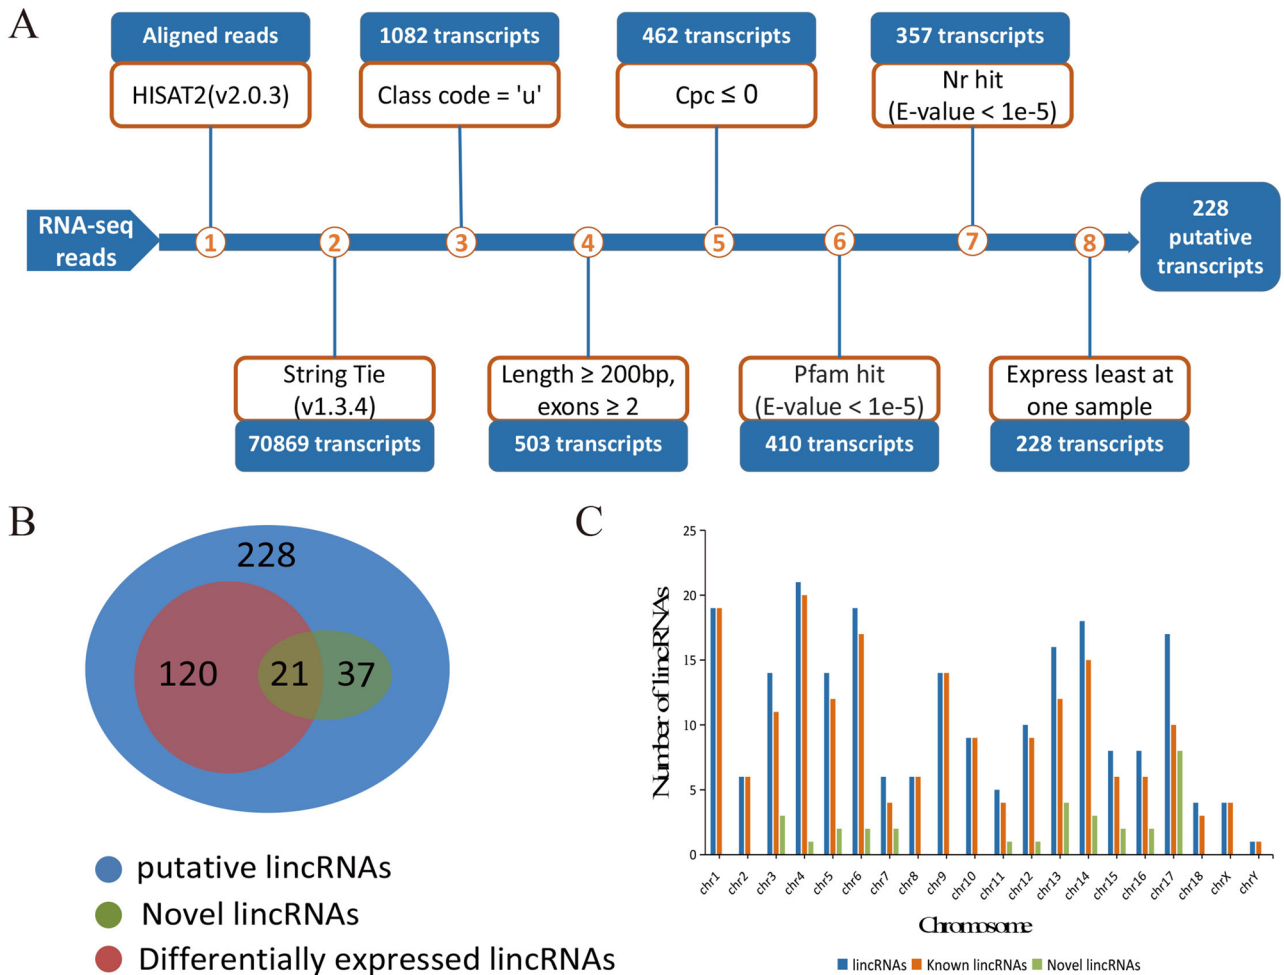 A
Aligned reads
HISAT2(v2.0.3)
1082 transcripts
Class code = 'u'
462 transcripts
Cpc ≤ 0
357 transcripts
Nr hit
(E-value < 1e-5)
RNA-seq
reads
1
2
3
4
5
6
7
8
228
putative
transcripts
String Tie
(v1.3.4)
70869 transcripts
Length ≥ 200bp,
exons ≥ 2
503 transcripts
Pfam hit
(E-value < 1e-5)
410 transcripts
Express least at
one sample
228 transcripts
B
228
120
21
37
putative lincRNAs
Novel lincRNAs
Differentially expressed lincRNAs
C
Number of lincRNAs
25
20
15
10
5
0
chr1
chr2
chr3
chr4
chr5
chr6
chr7
chr8
chr9
chr10
chr11
chr12
chr13
chr14
chr15
chr16
chr17
chr18
chrX
chrY
Chromosome
lincRNAs
Known lincRNAs
Novel lincRNAs